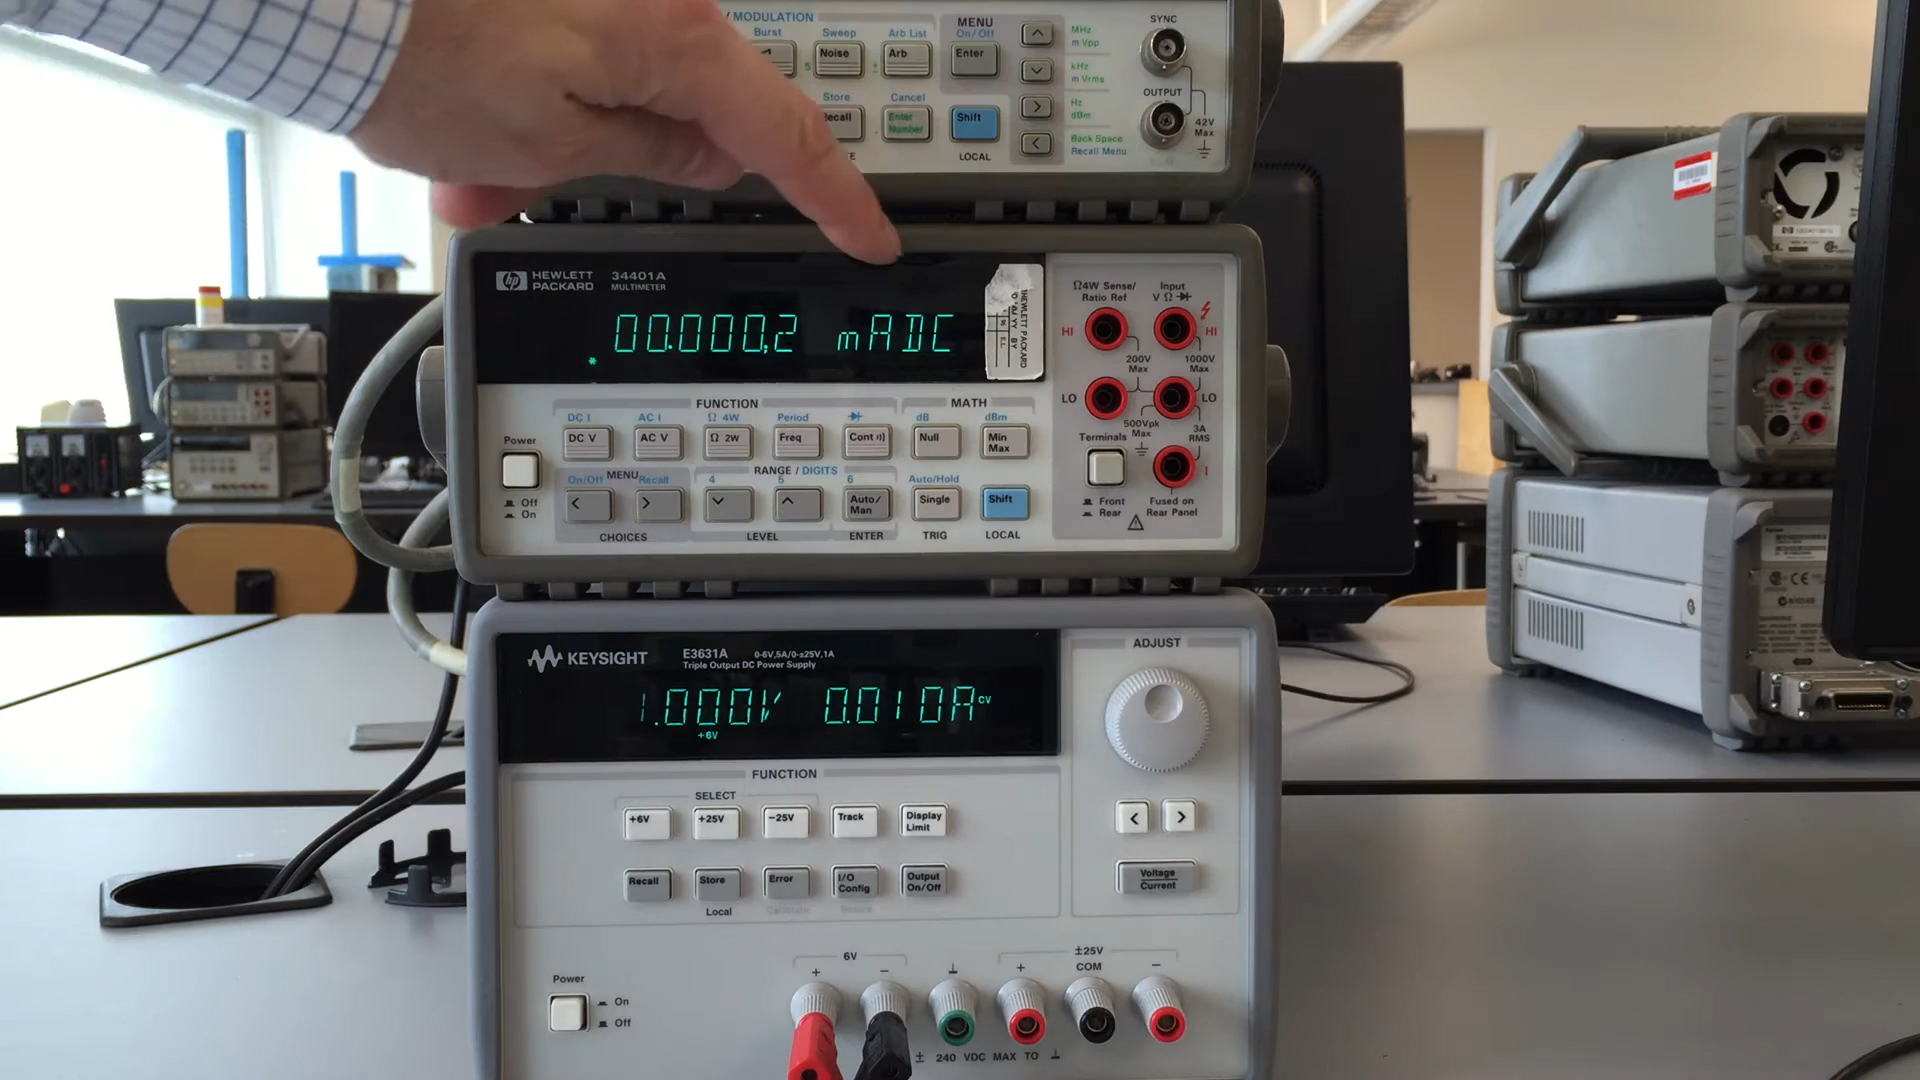 / MODULATION
MENU
On/Off
SYNC
Burst
Sweep
Arb List
Noise
Arb
Enter
MHz
m Vpp
kHz
m Vrms
Store
Cancel
Enter
Number
Shift
LOCAL
Hz
dBm
Back Space
Recall Menu
OUTPUT
42V
Max
hp HEWLETT
PACKARD
34401A
MULTIMETER
00.000,2 mADC
*
HEWLETT PACKARD
Ω4W Sense/
Ratio Ref
Input
V Ω
HI
HI
200V
Max
1000V
Max
LO
LO
500Vpk
Max
3A
RMS
Terminals
I
Front
Rear
Fused on
Rear Panel
FUNCTION
MATH
DC I
AC I
Ω 4W
Period
dB
dBm
Power
DC V
AC V
Ω 2W
Freq
Cont
Null
Min
Max
MENU
RANGE / DIGITS
On/Off
Recall
4
5
6
Auto/Hold
Off
On
<
>
Auto/
Man
Single
Shift
CHOICES
LEVEL
ENTER
TRIG
LOCAL
KEYSIGHT
E3631A
0-6V,5A/0-±25V,1A
Triple Output DC Power Supply
1.000V 0.010A CV
+6V
ADJUST
FUNCTION
SELECT
+6V
+25V
-25V
Track
Display
Limit
<
>
Recall
Store
Error
I/O
Config
Output
On/Off
Voltage
Current
Local
Calibrate
Secure
Power
On
Off
6V
±25V
+
-
+
COM
-
± 240 VDC MAX TO